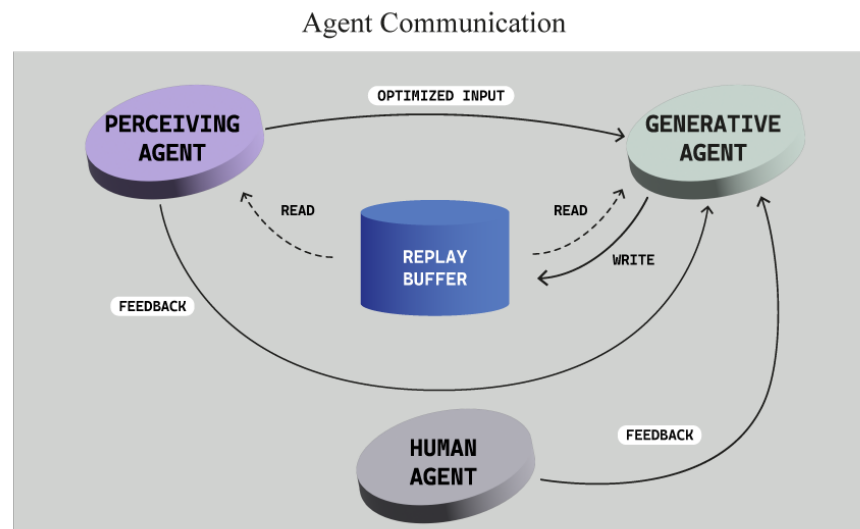 Agent Communication
OPTIMIZED INPUT
PERCEIVING
AGENT
GENERATIVE
AGENT
READ
READ
REPLAY
BUFFER
WRITE
FEEDBACK
HUMAN
AGENT
FEEDBACK